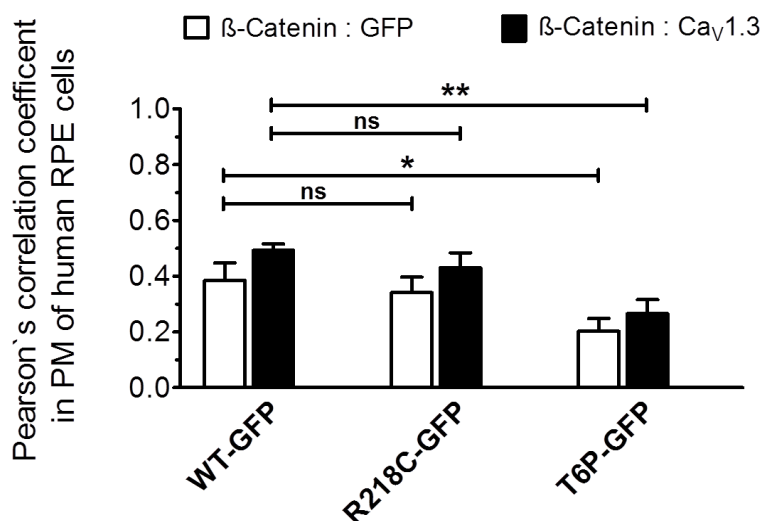 ß-Catenin : GFP
ß-Catenin : CaV1.3
Pearson`s correlation coefficent
in PM of human RPE cells
1.0
0.8
0.6
0.4
0.2
0.0
**
ns
*
ns
WT-GFP
R218C-GFP
T6P-GFP